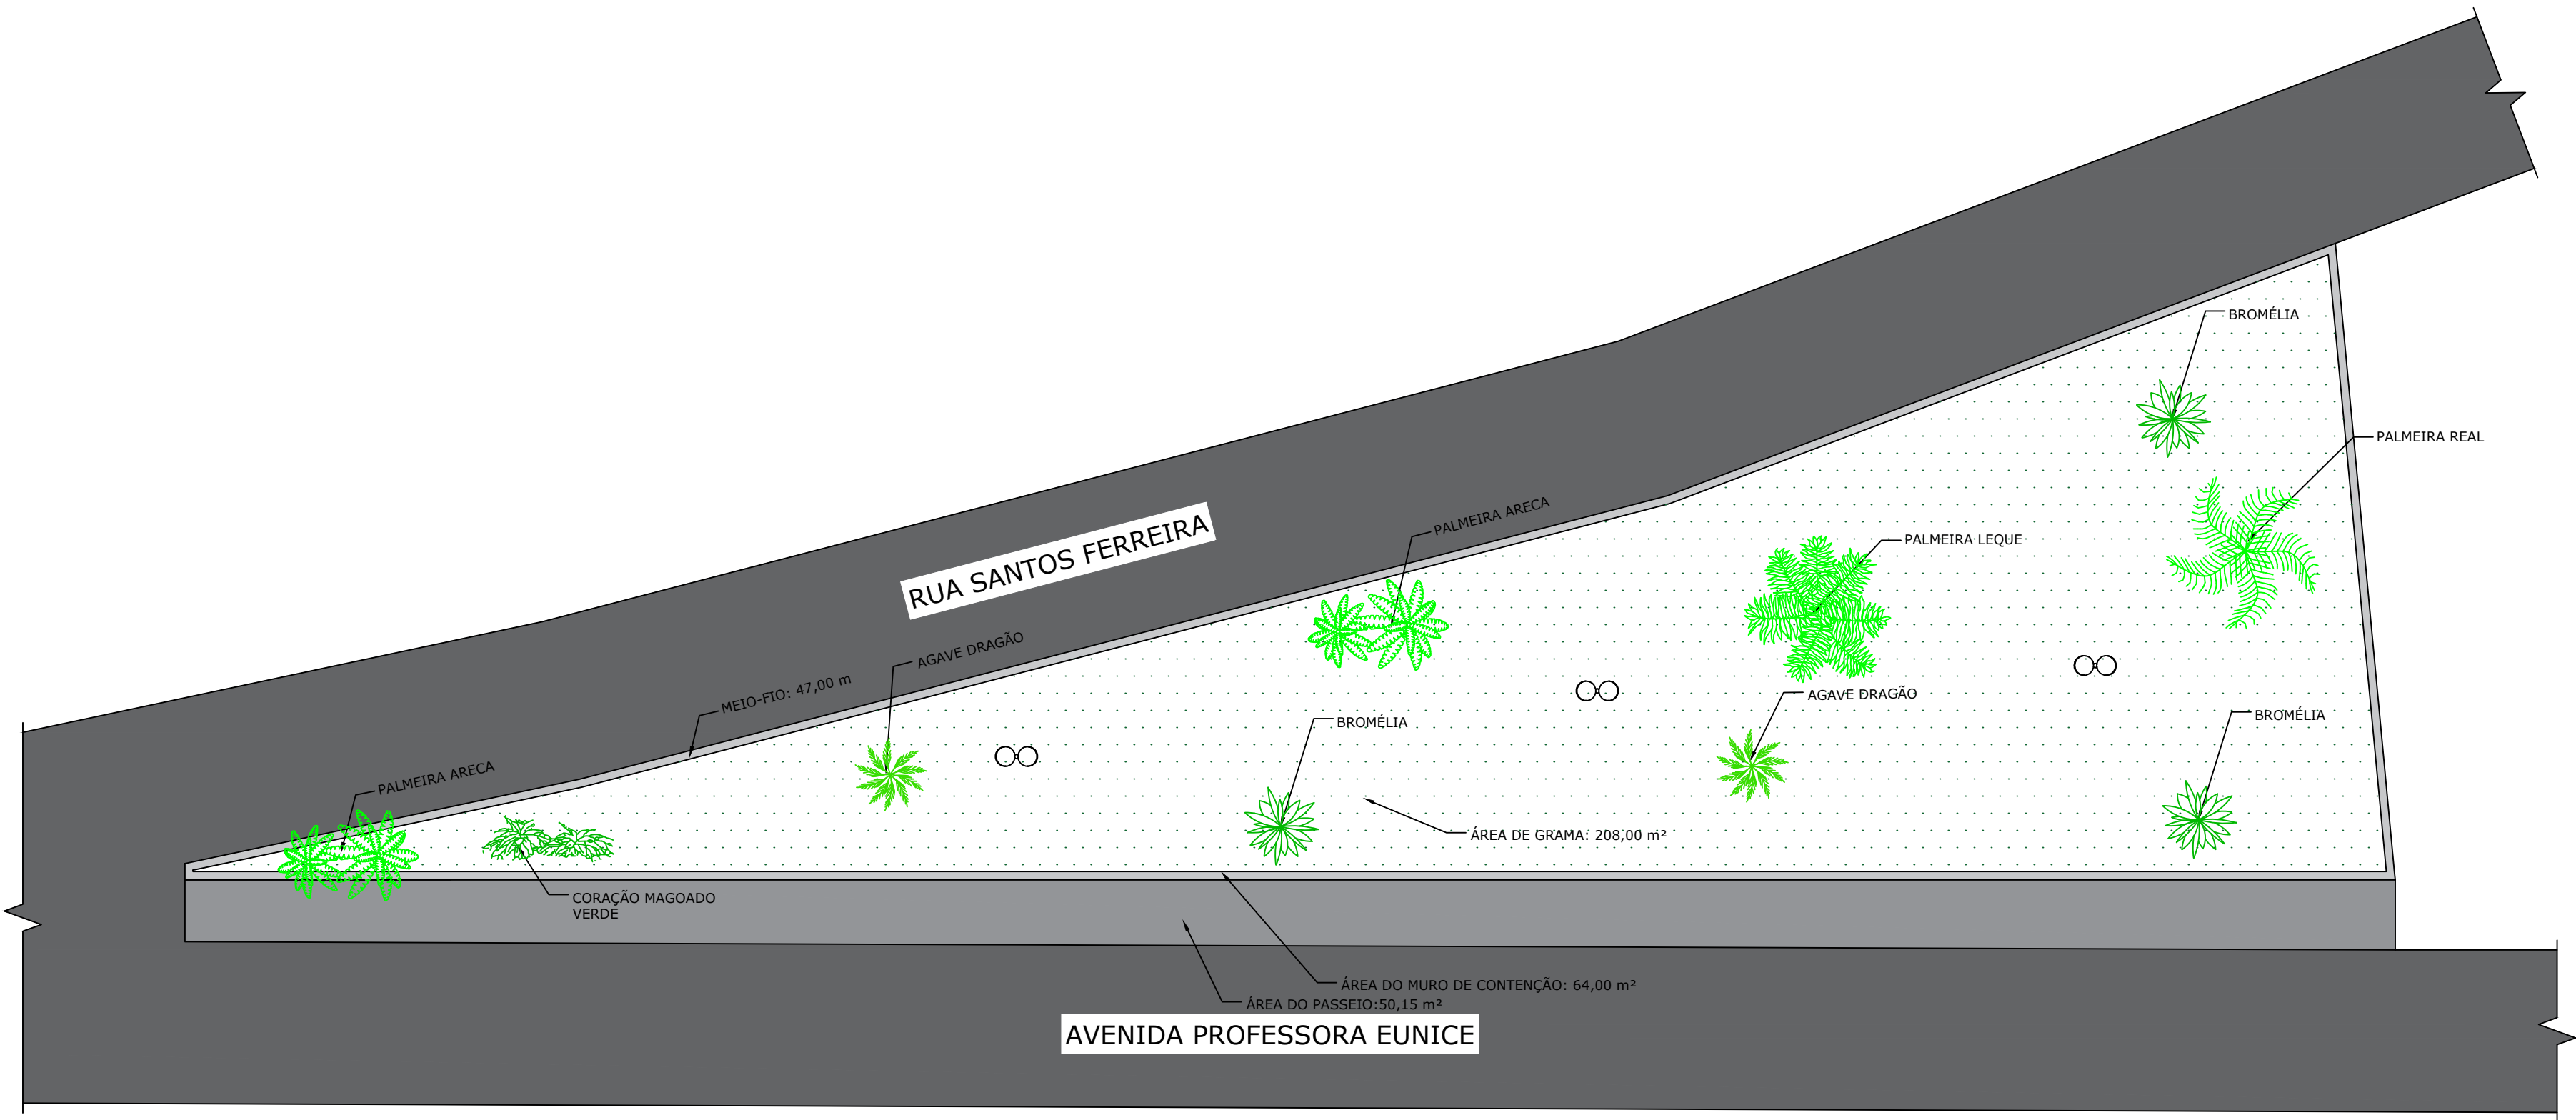 BROMÉLIA
PALMEIRA REAL
PALMEIRA ARECA
RUA SANTOS FERREIRA
PALMEIRA LEQUE
AGAVE DRAGÃO
MEIO-FIO: 47,00 m
AGAVE DRAGÃO
BROMÉLIA
BROMÉLIA
PALMEIRA ARECA
ÁREA DE GRAMA: 208,00 m²
CORAÇÃO MAGOADO
VERDE
ÁREA DO MURO DE CONTENÇÃO: 64,00 m²
ÁREA DO PASSEIO:50,15 m²
AVENIDA PROFESSORA EUNICE